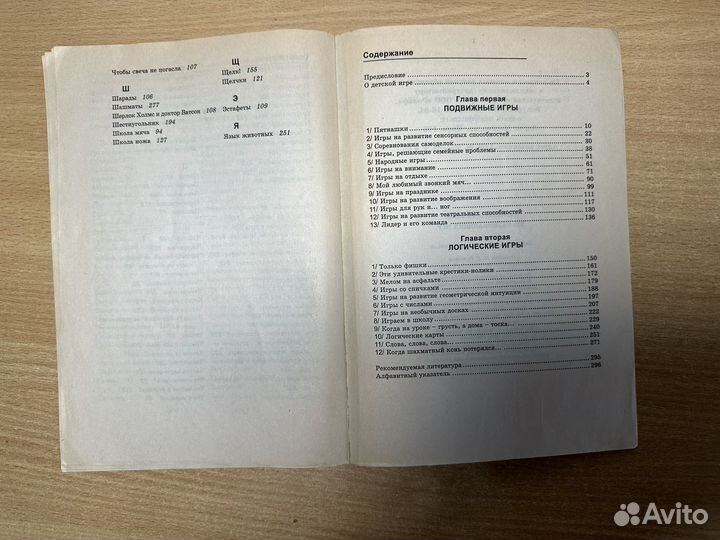 Чтобы свеча не погасла 107
Ш
Шарады 106
Шашматы 277
Шерлок Холмс и доктор Ватсон 108
Шестиугольник 194
Школа мяча 94
Школа ножа 127
Щ
Щелк! 155
Щелчки 121
Э
Эстафеты 109
Я
Язык животных 251
Содержание
Предисловие 3
О детской игре 4
Глава первая
ПОДВИЖНЫЕ ИГРЫ
1/ Пятнашки 10
2/ Игры на развитие сенсорных способностей 22
3/ Соревнования самоделок 30
4/ Игры, решающие семейные проблемы 38
5/ Народные игры 51
6/ Игры на внимание 61
7/ Игры на отдыхе 71
8/ Мой любимый звонкий мяч... 90
9/ Игры на празднике 99
10/ Игры на развитие воображения 111
11/ Игры для рук и... ног 117
12/ Игры на развитие театральных способностей 130
13/ Лидер и его команда 136
Глава вторая
ЛОГИЧЕСКИЕ ИГРЫ
1/ Только фишки 150
2/ Эти удивительные крестики-нолики 161
3/ Мелом на асфальте 172
4/ Игры со спичками 179
5/ Игры на развитие геометрической интуиции 188
6/ Игры с числами 197
7/ Игры на необычных досках 207
8/ Играем в школу 222
9/ Когда на уроке – грусть, а дома – тоска... 229
10/ Логические карты 240
11/ Слова, слова, слова... 251
12/ Когда шахматный конь потерялся... 271
Рекомендуемая литература 295
Алфавитный указатель 296
Avito